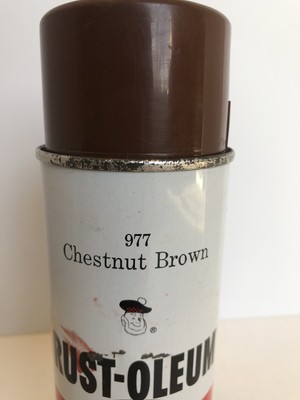 977
Chestnut Brown
®
RUST-OLEUM